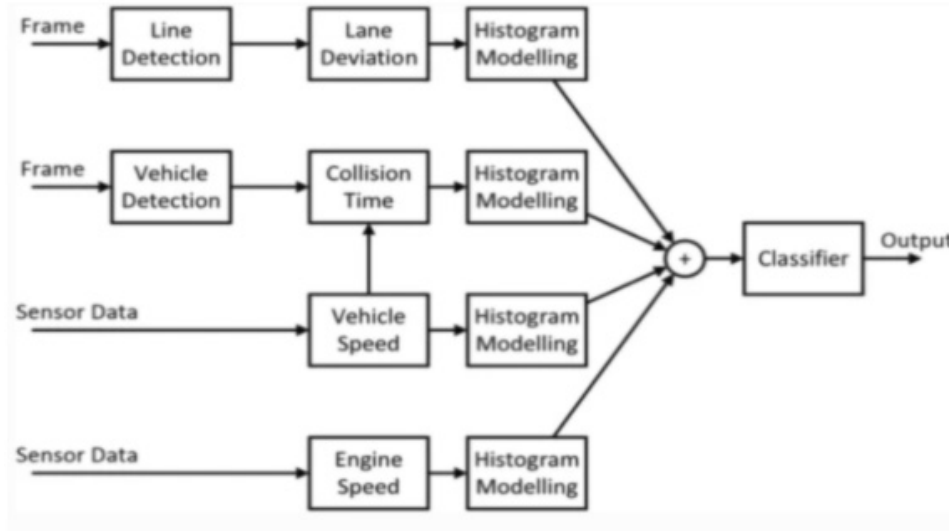 Frame
Line
Detection
Lane
Deviation
Histogram
Modelling
Frame
Vehicle
Detection
Collision
Time
Histogram
Modelling
+
Classifier
Output
Sensor Data
Vehicle
Speed
Histogram
Modelling
Sensor Data
Engine
Speed
Histogram
Modelling